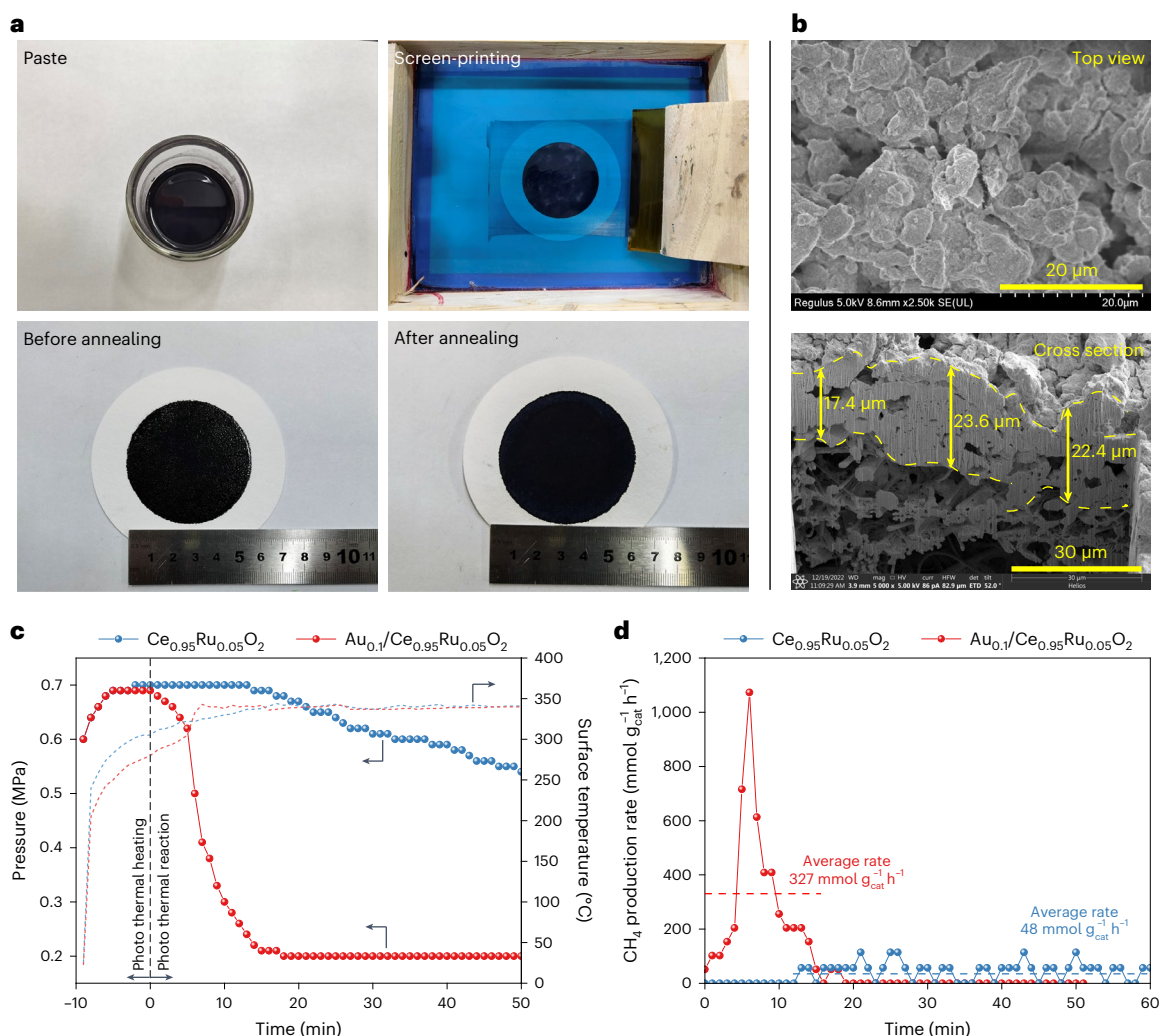 a
Paste
Screen-printing
Before annealing
1 2 3 4 5 6 7 8 9 10 11
After annealing
1 2 3 4 5 6 7 8 9 10
b
Top view
20 µm
Regulus 5.0kV 8.6mm x2.50k SE(UL)
20.0µm
Cross section
17.4 µm
23.6 µm
22.4 µm
30 µm
12/19/2022 WD mag □ HV curr HFW det tilt
11:09:29 AM 3.9 mm 5 000 x 5.00 kV 86 pA 82.9 µm ETD 52.0 °
30 µm
Helios
c
Ce0.95Ru0.05O2
Au0.1/Ce0.95Ru0.05O2
Pressure (MPa)
0.7
0.6
0.5
0.4
0.3
0.2
Photo thermal heating
Photo thermal reaction
400
350
300
250
200
150
100
50
0
Surface temperature (°C)
−10 0 10 20 30 40 50
Time (min)
d
Ce0.95Ru0.05O2
Au0.1/Ce0.95Ru0.05O2
CH4 production rate (mmol gcat−1 h−1)
1,200
1,000
800
600
400
200
0
Average rate
327 mmol gcat−1 h−1
Average rate
48 mmol gcat−1 h−1
0 10 20 30 40 50 60
Time (min)